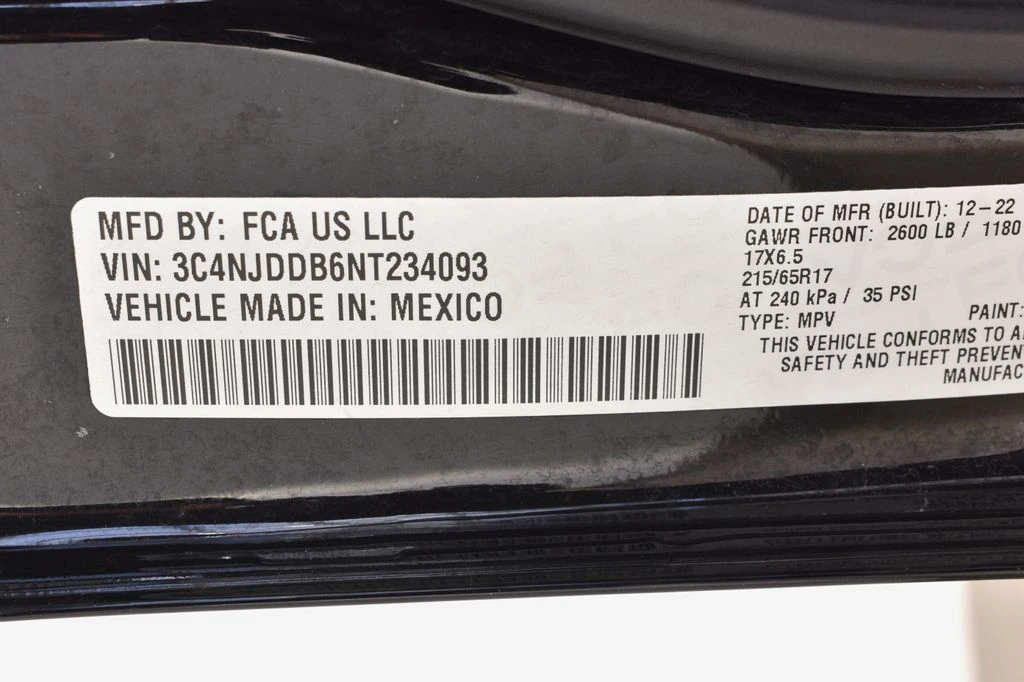 MFD BY: FCA US LLC
VIN: 3C4NJDDB6NT234093
VEHICLE MADE IN: MEXICO
DATE OF MFR (BUILT): 12-22
GAWR FRONT: 2600 LB / 1180
17X6.5
215/65R17
AT 240 kPa / 35 PSI
TYPE: MPV
PAINT:
THIS VEHICLE CONFORMS TO A
SAFETY AND THEFT PREVEN
MANUFAC